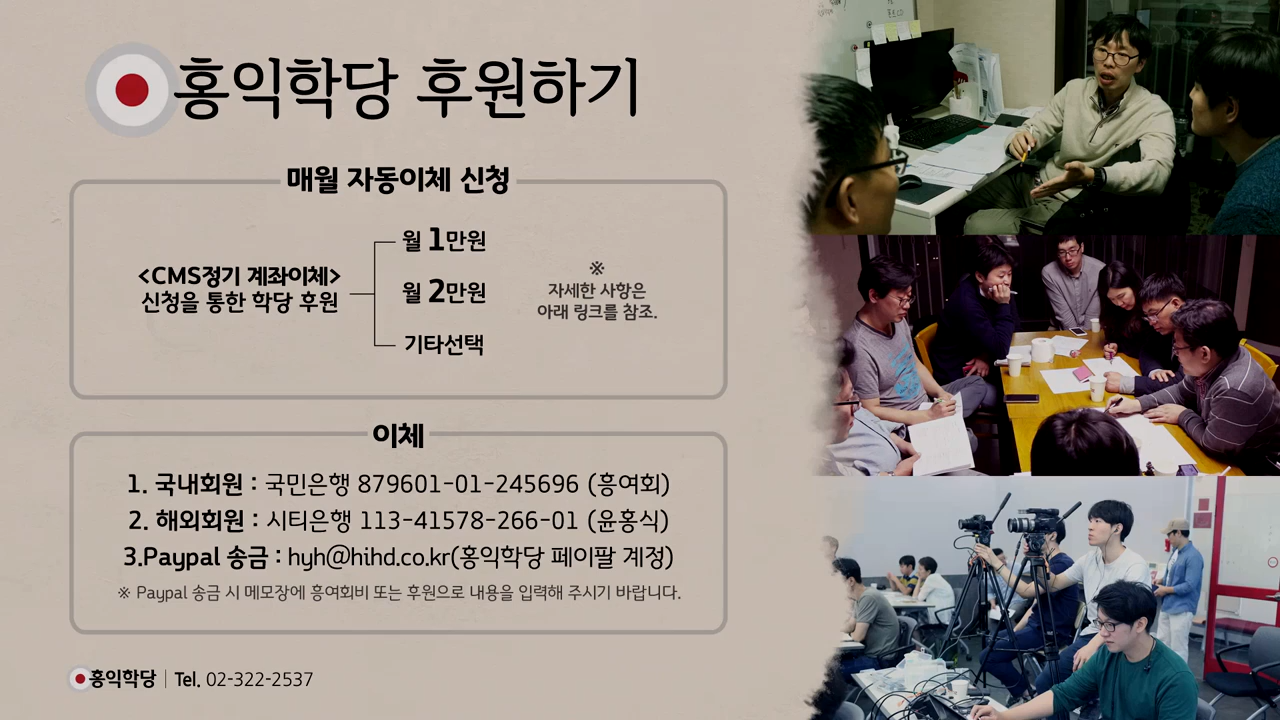 홍익학당 후원하기
매월 자동이체 신청
<CMS정기 계좌이체>
신청을 통한 학당 후원
월 1만원
월 2만원
기타선택
※
자세한 사항은
아래 링크를 참조.
이체
1. 국내회원 : 국민은행 879601-01-245696 (흥여회)
2. 해외회원 : 시티은행 113-41578-266-01 (윤홍식)
3.Paypal 송금 : hyh@hihd.co.kr(홍익학당 페이팔 계정)
※ Paypal 송금 시 메모장에 흥여회비 또는 후원으로 내용을 입력해 주시기 바랍니다.
홍익학당 | Tel. 02-322-2537